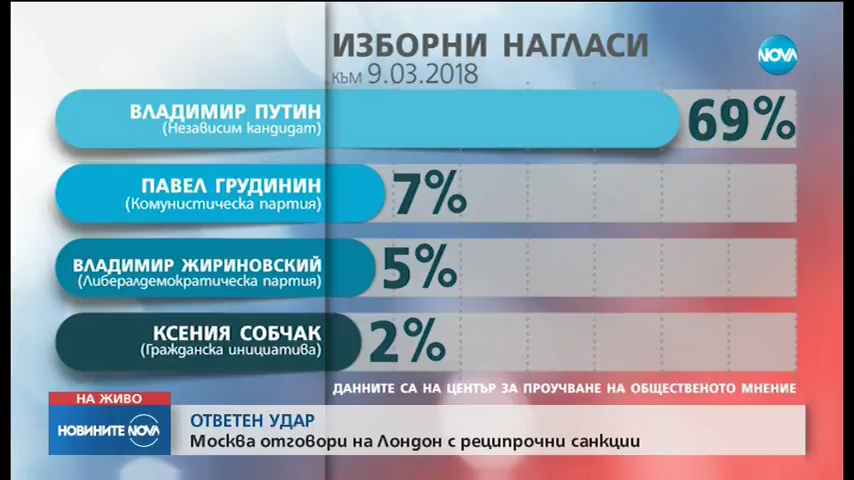 ИЗБОРНИ НАГЛАСИ
към 9.03.2018
NOVA
ВЛАДИМИР ПУТИН
(Независим кандидат)
69%
ПАВЕЛ ГРУДИНИН
(Комунистическа партия)
7%
ВЛАДИМИР ЖИРИНОВСКИЙ
(Либералдемократическа партия)
5%
КСЕНИЯ СОБЧАК
(Гражданска инициатива)
2%
ДАННИТЕ СА НА ЦЕНТЪР ЗА ПРОУЧВАНЕ НА ОБЩЕСТВЕНОТО МНЕНИЕ
НА ЖИВО
НОВИНИТЕ NOVA
ОТВЕТЕН УДАР
Москва отговори на Лондон с реципрочни санкции